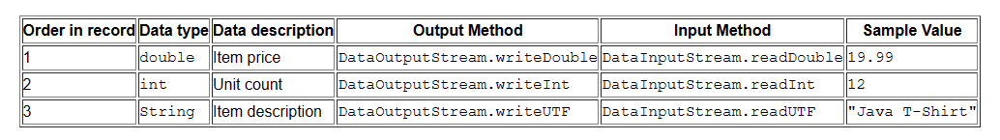 Order in record Data type Data description Output Method Input Method Sample Value
1 double Item price DataOutputStream.writeDouble DataInputStream.readDouble 19.99
2 int Unit count DataOutputStream.writeInt DataInputStream.readInt 12
3 String Item description DataOutputStream.writeUTF DataInputStream.readUTF "Java T-Shirt"